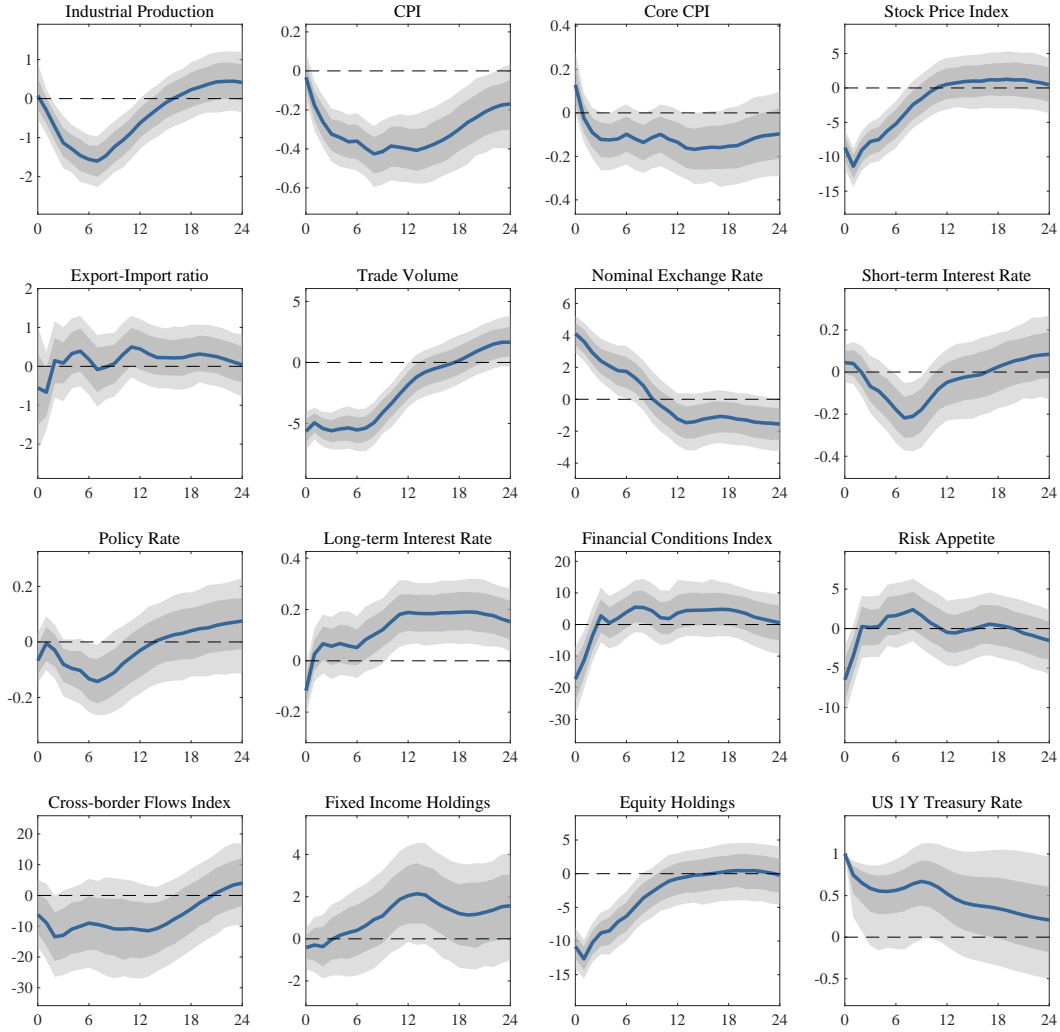 Industrial Production
1
0
-1
-2
0 6 12 18 24
CPI
0.2
0
-0.2
-0.4
-0.6
0 6 12 18 24
Core CPI
0.2
0
-0.2
-0.4
0 6 12 18 24
Stock Price Index
5
0
-5
-10
-15
0 6 12 18 24
Export-Import ratio
2
1
0
-1
-2
0 6 12 18 24
Trade Volume
5
0
-5
0 6 12 18 24
Nominal Exchange Rate
6
4
2
0
-2
-4
0 6 12 18 24
Short-term Interest Rate
0.2
0
-0.2
-0.4
0 6 12 18 24
Policy Rate
0.2
0
-0.2
0 6 12 18 24
Long-term Interest Rate
0.4
0.2
0
-0.2
0 6 12 18 24
Financial Conditions Index
20
10
0
-10
-20
-30
0 6 12 18 24
Risk Appetite
5
0
-5
-10
0 6 12 18 24
Cross-border Flows Index
20
10
0
-10
-20
-30
0 6 12 18 24
Fixed Income Holdings
4
2
0
-2
0 6 12 18 24
Equity Holdings
5
0
-5
-10
-15
0 6 12 18 24
US 1Y Treasury Rate
1
0.5
0
-0.5
0 6 12 18 24